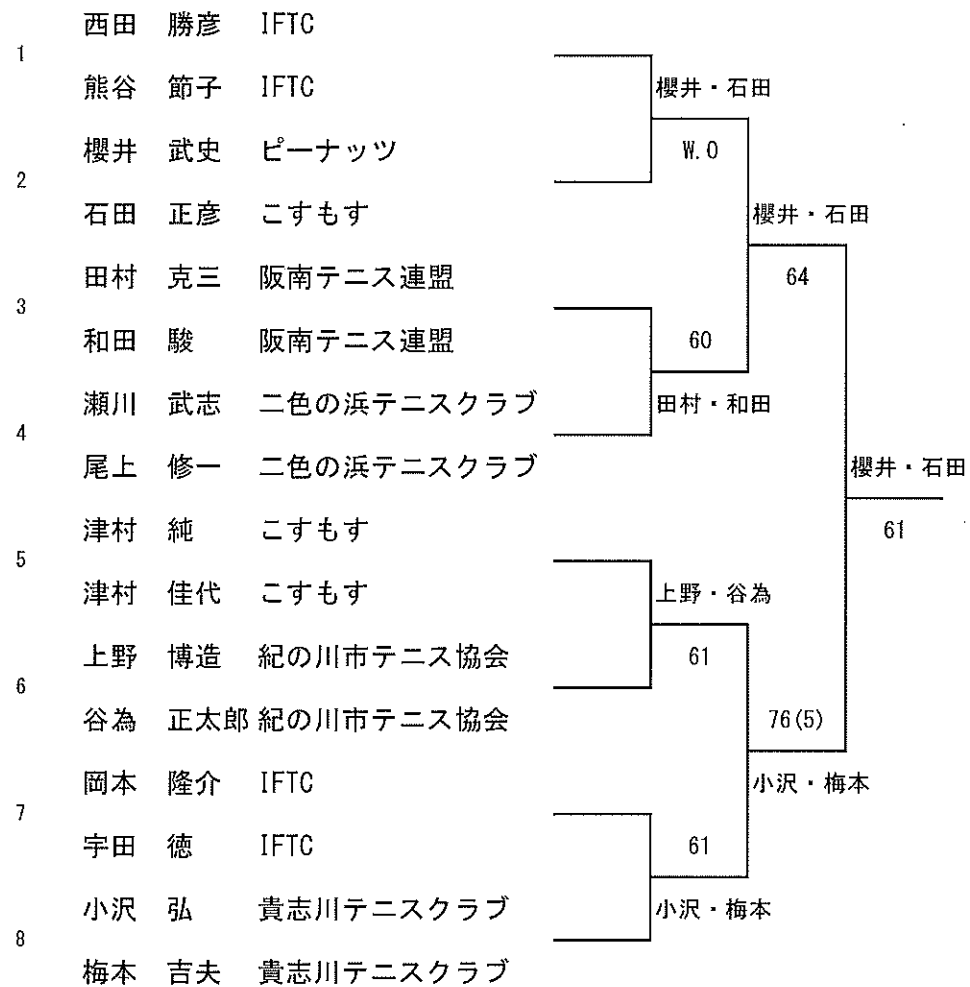 西田 勝彦 IFTC
1
熊谷 節子 IFTC
櫻井・石田
櫻井 武史 ピーナッツ
W.O
2
石田 正彦 こすもす
櫻井・石田
田村 克三 阪南テニス連盟
64
3
和田 駿 阪南テニス連盟
60
瀬川 武志 二色の浜テニスクラブ
田村・和田
4
尾上 修一 二色の浜テニスクラブ
櫻井・石田
津村 純 こすもす
61
5
津村 佳代 こすもす
上野・谷為
上野 博造 紀の川市テニス協会
61
6
谷為 正太郎 紀の川市テニス協会
76(5)
岡本 隆介 IFTC
小沢・梅本
7
宇田 徳 IFTC
61
小沢 弘 貴志川テニスクラブ
小沢・梅本
8
梅本 吉夫 貴志川テニスクラブ